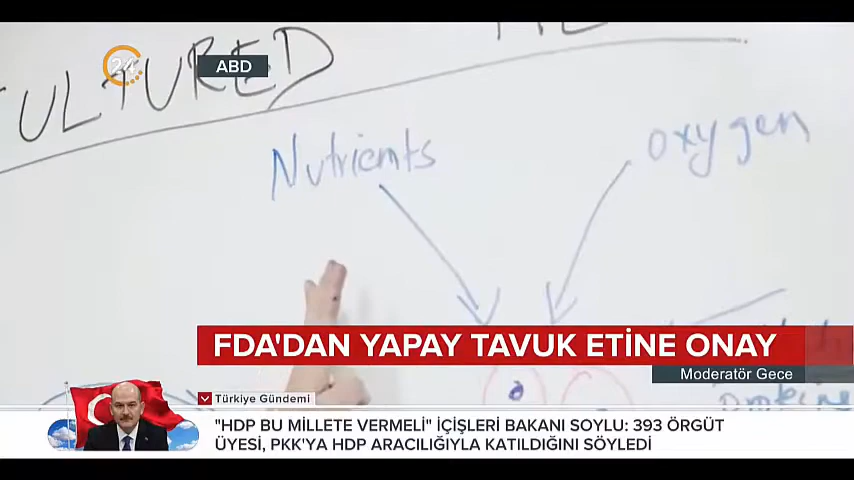 CULTURED
24
ABD
Nutrients
oxygen
FDA'DAN YAPAY TAVUK ETİNE ONAY
Moderatör Gece
Türkiye Gündemi
"HDP BU MİLLETE VERMELİ" İÇİŞLERİ BAKANI SOYLU: 393 ÖRGÜT
ÜYESİ, PKK'YA HDP ARACILIĞIYLA KATILDIĞINI SÖYLEDİ